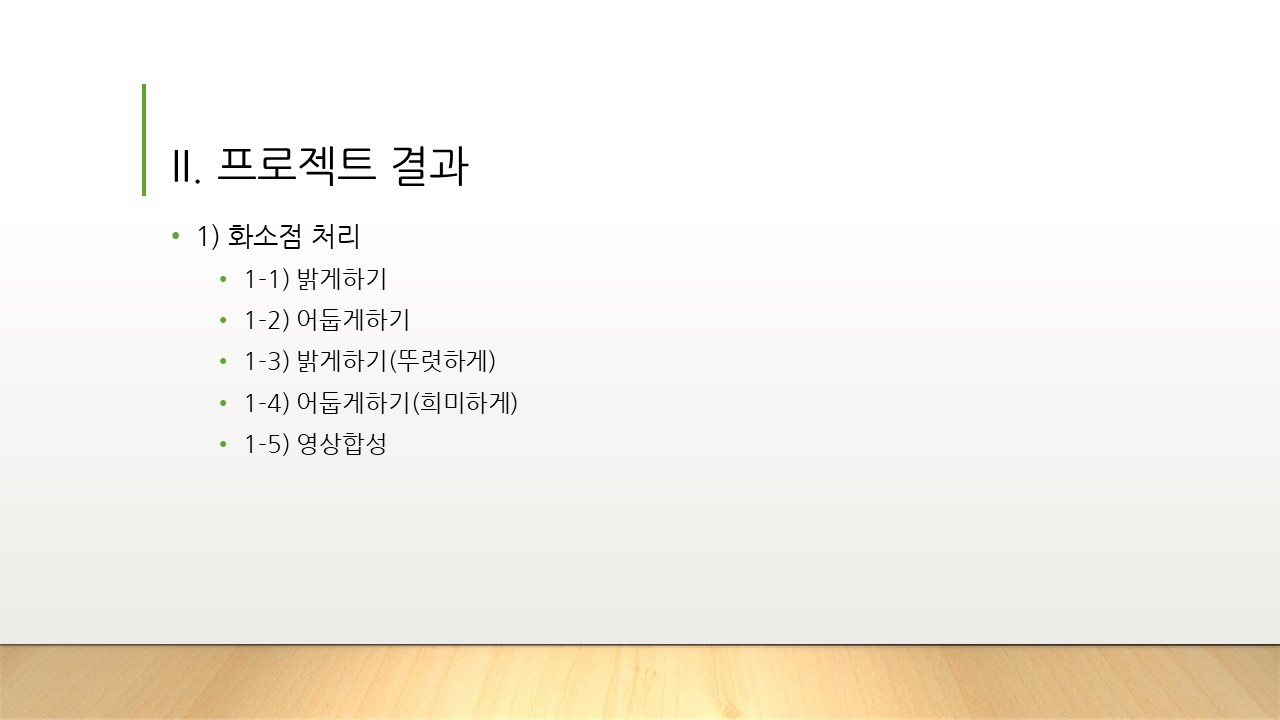 II. 프로젝트 결과
• 1) 화소점 처리
• 1-1) 밝게하기
• 1-2) 어둡게하기
• 1-3) 밝게하기(뚜렷하게)
• 1-4) 어둡게하기(희미하게)
• 1-5) 영상합성